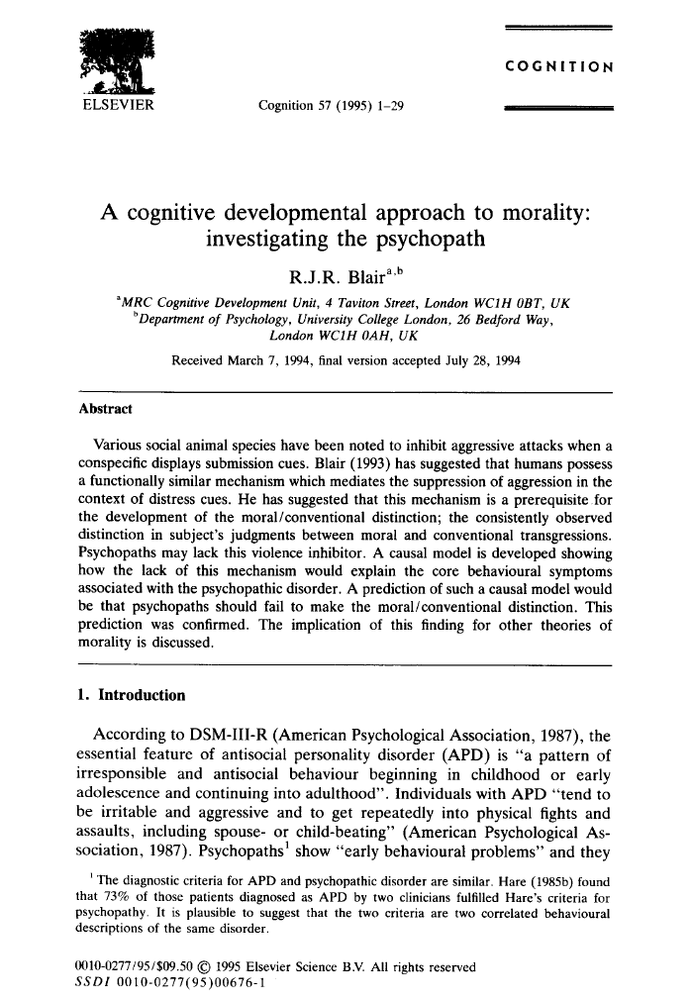 COGNITION
ELSEVIER
Cognition 57 (1995) 1–29
A cognitive developmental approach to morality:
investigating the psychopath
R.J.R. Blair^a,b
^aMRC Cognitive Development Unit, 4 Taviton Street, London WC1H 0BT, UK
^bDepartment of Psychology, University College London, 26 Bedford Way,
London WC1H 0AH, UK
Received March 7, 1994, final version accepted July 28, 1994
Abstract
Various social animal species have been noted to inhibit aggressive attacks when a
conspecific displays submission cues. Blair (1993) has suggested that humans possess
a functionally similar mechanism which mediates the suppression of aggression in the
context of distress cues. He has suggested that this mechanism is a prerequisite for
the development of the moral/conventional distinction; the consistently observed
distinction in subject's judgments between moral and conventional transgressions.
Psychopaths may lack this violence inhibitor. A causal model is developed showing
how the lack of this mechanism would explain the core behavioural symptoms
associated with the psychopathic disorder. A prediction of such a causal model would
be that psychopaths should fail to make the moral/conventional distinction. This
prediction was confirmed. The implication of this finding for other theories of
morality is discussed.
1. Introduction
According to DSM-III-R (American Psychological Association, 1987), the
essential feature of antisocial personality disorder (APD) is "a pattern of
irresponsible and antisocial behaviour beginning in childhood or early
adolescence and continuing into adulthood". Individuals with APD "tend to
be irritable and aggressive and to get repeatedly into physical fights and
assaults, including spouse- or child-beating" (American Psychological As-
sociation, 1987). Psychopaths¹ show "early behavioural problems" and they
¹ The diagnostic criteria for APD and psychopathic disorder are similar. Hare (1985b) found
that 73% of those patients diagnosed as APD by two clinicians fulfilled Hare's criteria for
psychopathy. It is plausible to suggest that the two criteria are two correlated behavioural
descriptions of the same disorder.
0010-0277/95/$09.50 © 1995 Elsevier Science B.V. All rights reserved
SSDI 0010-0277(95)00676-1